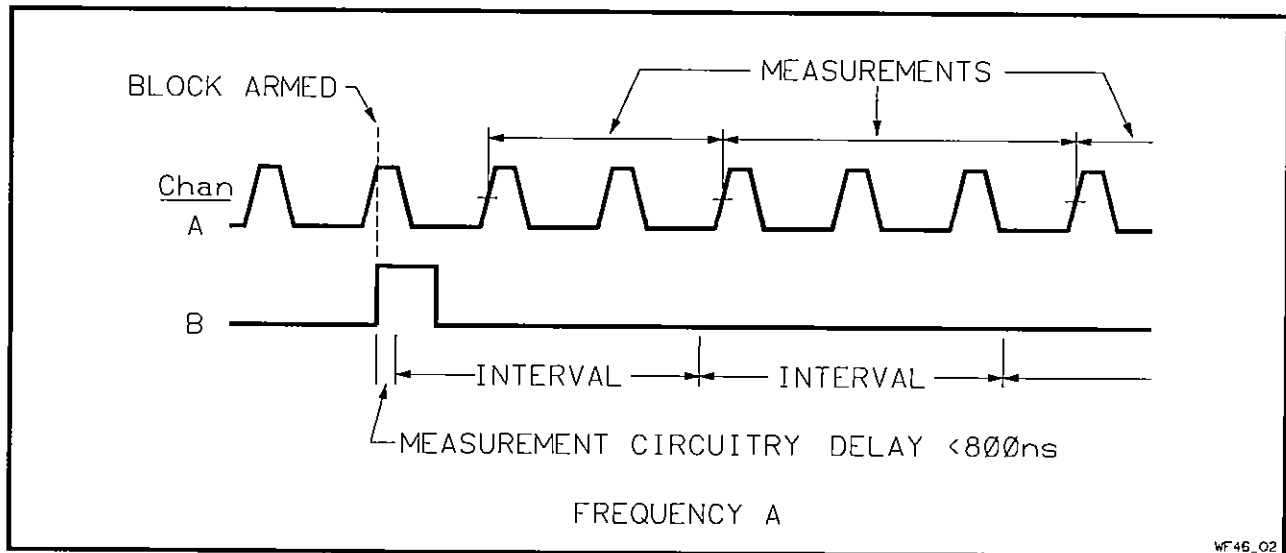 MEASUREMENTS
BLOCK ARMED
Chan
A
B
INTERVAL INTERVAL
MEASUREMENT CIRCUITRY DELAY <800ns
FREQUENCY A
WF46_02